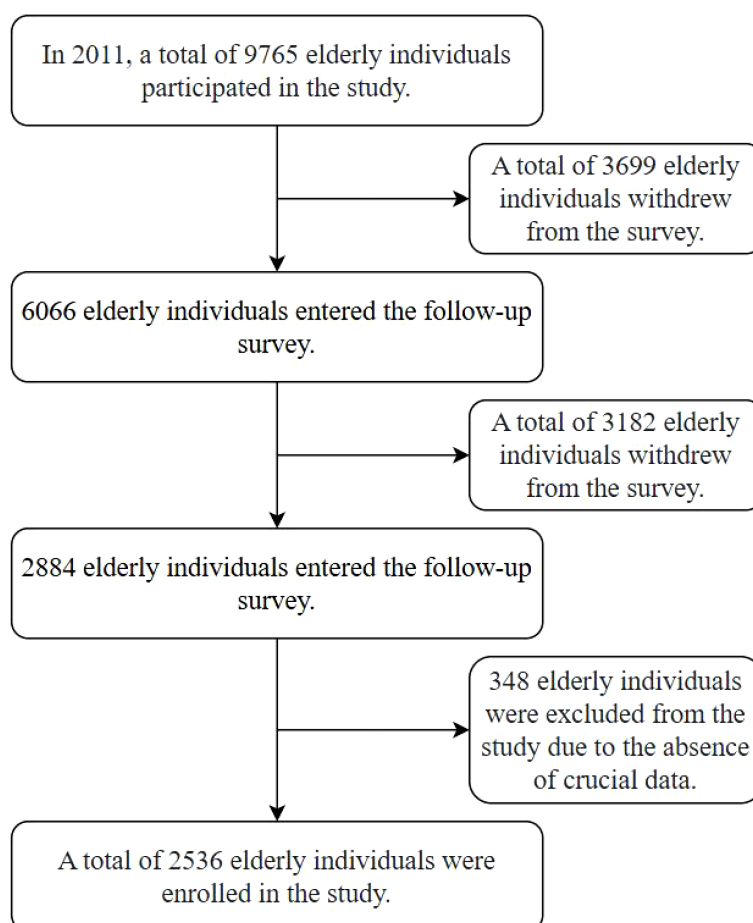 In 2011, a total of 9765 elderly individuals
participated in the study.
A total of 3699 elderly
individuals withdrew
from the survey.
6066 elderly individuals entered the follow-up
survey.
A total of 3182 elderly
individuals withdrew
from the survey.
2884 elderly individuals entered the follow-up
survey.
348 elderly individuals
were excluded from the
study due to the absence
of crucial data.
A total of 2536 elderly individuals were
enrolled in the study.